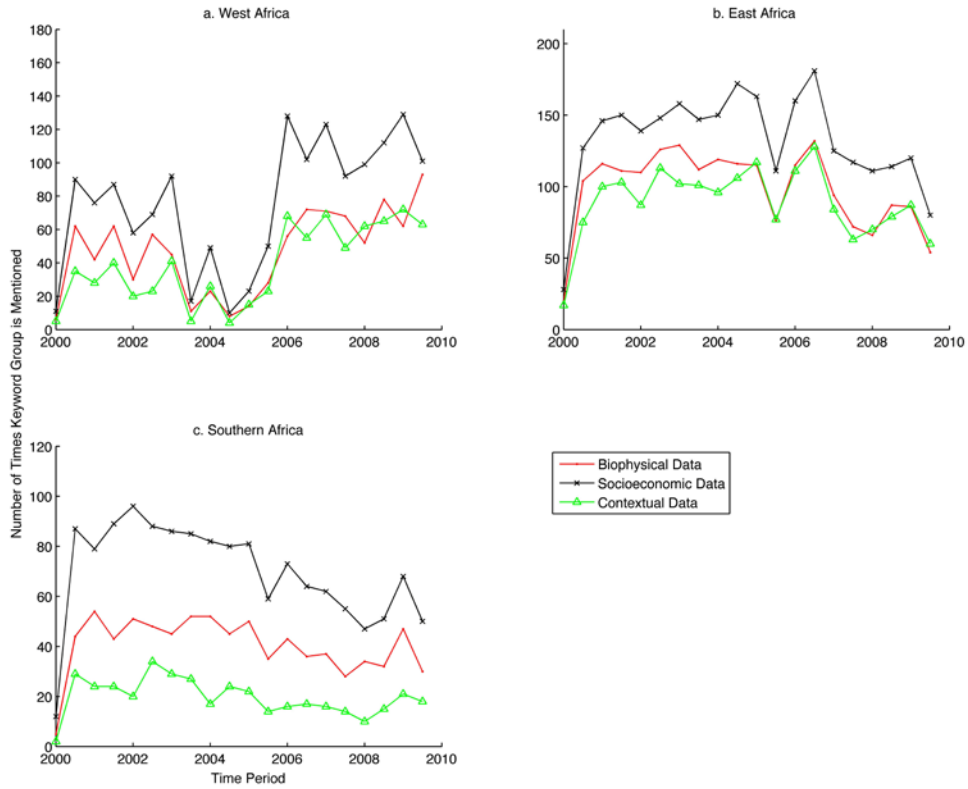 a. West Africa
180
160
140
120
100
80
60
40
20
0
2000 2002 2004 2006 2008 2010
b. East Africa
200
150
100
50
0
2000 2002 2004 2006 2008 2010
Number of Times Keyword Group is Mentioned
c. Southern Africa
120
100
80
60
40
20
0
2000 2002 2004 2006 2008 2010
Time Period
Biophysical Data
Socioeconomic Data
Contextual Data